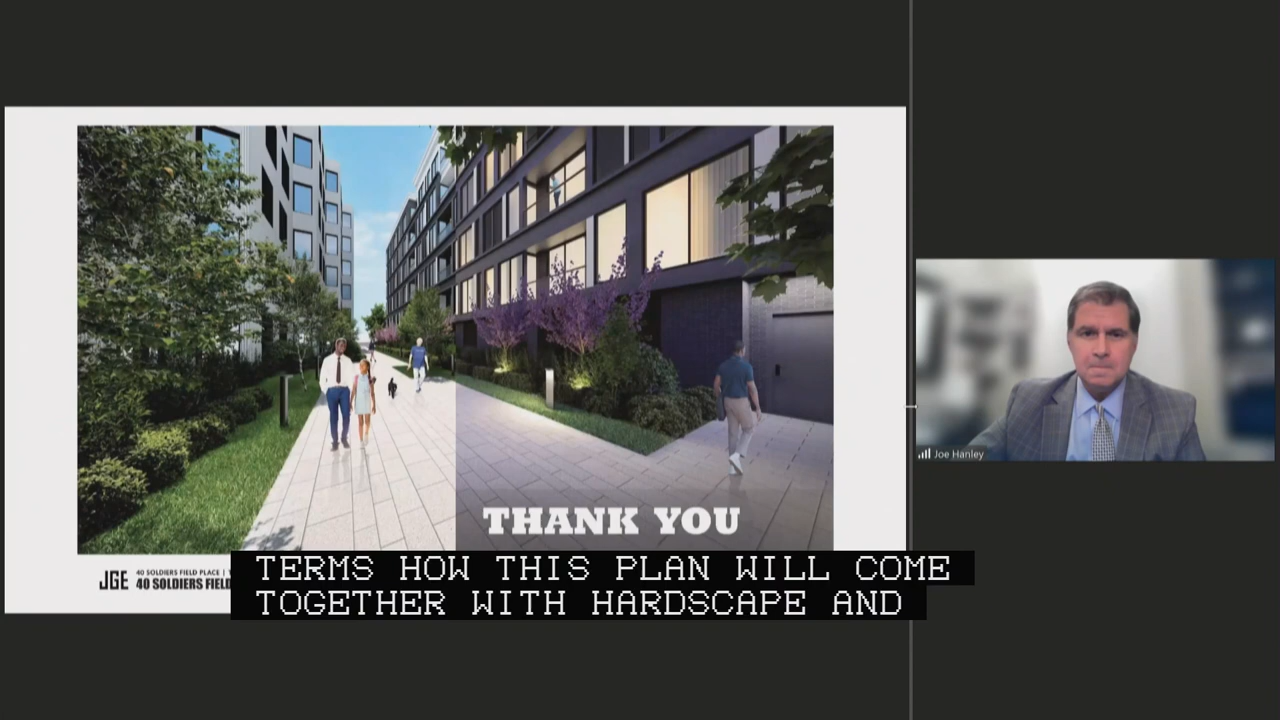 THANK YOU
JGE
40 SOLDIERS FIELD PLACE |
40 SOLDIERS FIELD
TERMS HOW THIS PLAN WILL COME
TOGETHER WITH HARDSCAPE AND
Joe Hanley